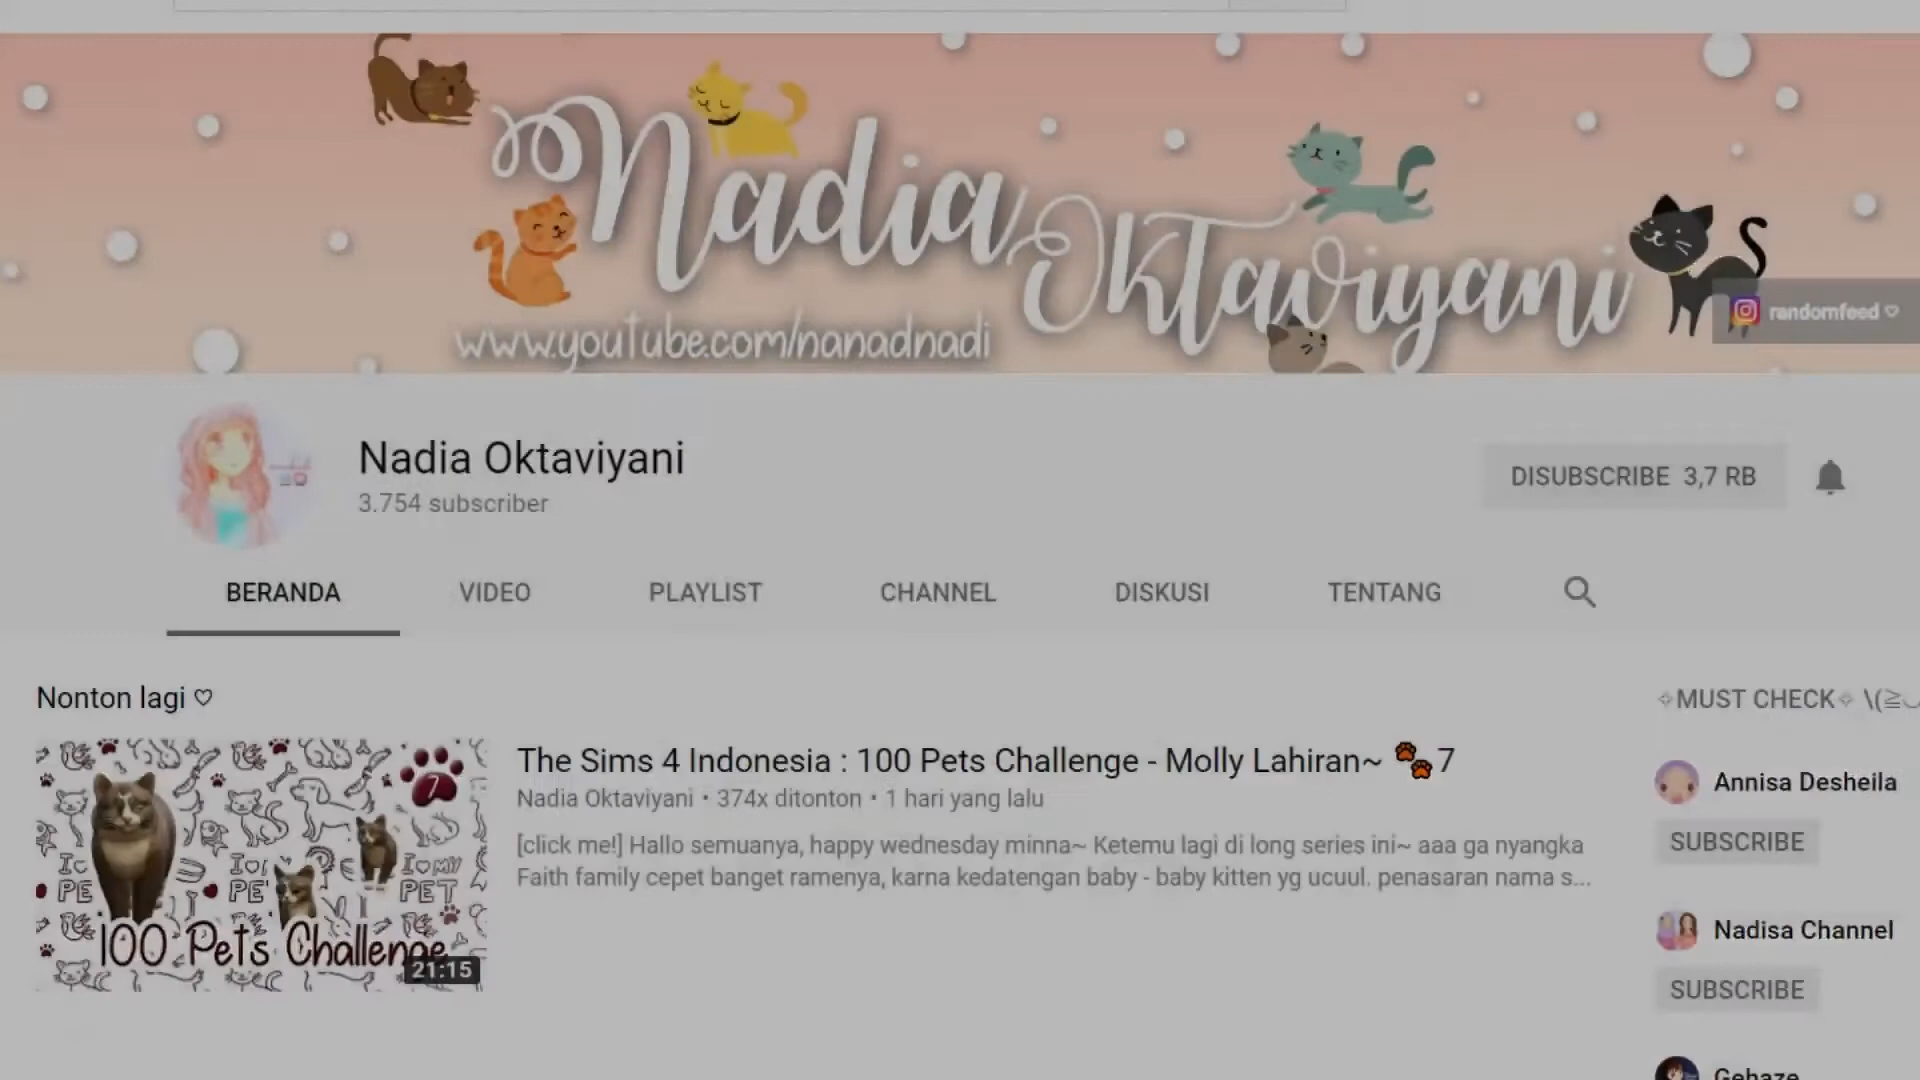 Nadia
Oktaviyani
www.youtube.com/nanadnadi
randomfeed ♡
Nadia Oktaviyani
3.754 subscriber
DISUBSCRIBE 3,7 RB
BERANDA VIDEO PLAYLIST CHANNEL DISKUSI TENTANG
Nonton lagi ♡
✧MUST CHECK✧ \(≧
7
I♡MY
PET
100 Pets Challenge
21:15
The Sims 4 Indonesia : 100 Pets Challenge - Molly Lahiran~ 🐾7
Nadia Oktaviyani • 374x ditonton • 1 hari yang lalu
[click me!] Hallo semuanya, happy wednesday minna~ Ketemu lagi di long series ini~ aaa ga nyangka
Faith family cepet banget ramenya, karna kedatengan baby - baby kitten yg ucuul. penasaran nama s...
Annisa Desheila
SUBSCRIBE
Nadisa Channel
SUBSCRIBE